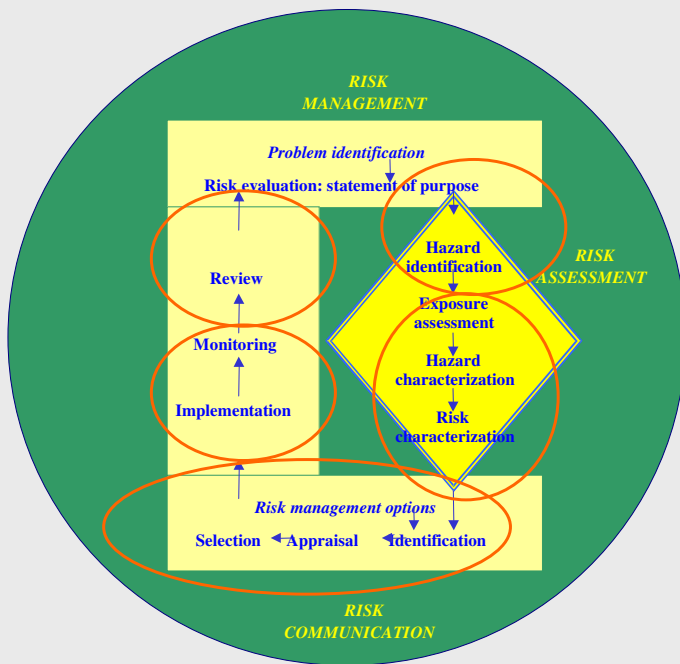 RISK
MANAGEMENT
Problem identification
Risk evaluation: statement of purpose
Hazard
identification
RISK
ASSESSMENT
Review
Exposure
assessment
Monitoring
Hazard
characterization
Implementation
Risk
characterization
Risk management options
Selection Appraisal Identification
RISK
COMMUNICATION